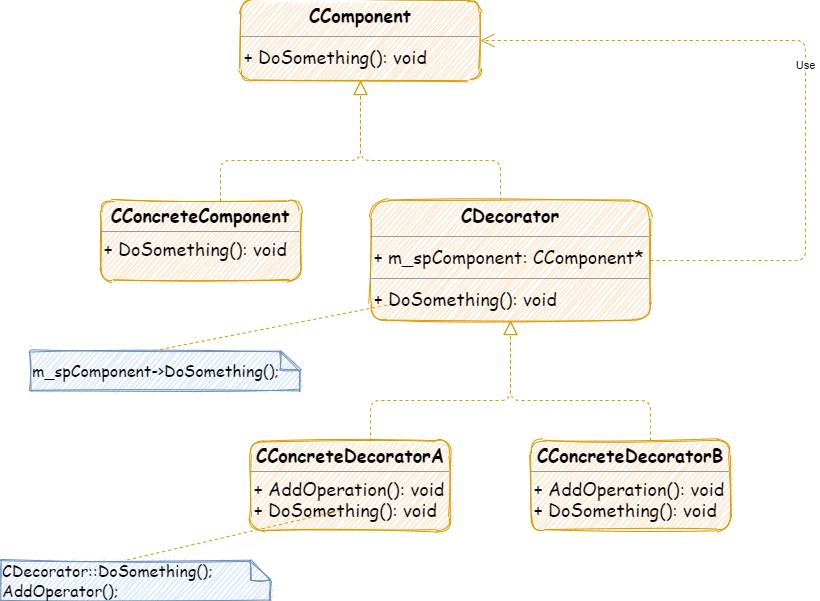 CComponent
+ DoSomething(): void
Use
CConcreteComponent
+ DoSomething(): void
CDecorator
+ m_spComponent: CComponent*
+ DoSomething(): void
m_spComponent->DoSomething();
CConcreteDecoratorA
+ AddOperation(): void
+ DoSomething(): void
CConcreteDecoratorB
+ AddOperation(): void
+ DoSomething(): void
CDecorator::DoSomething();
AddOperator();